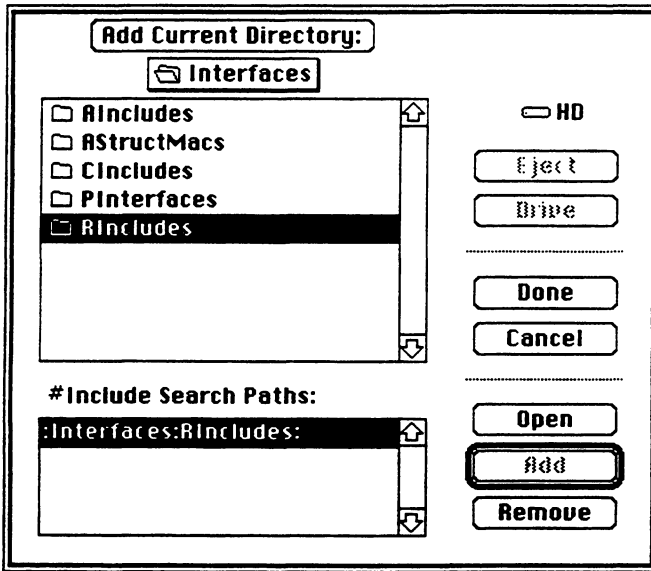 Add Current Directory:
Interfaces
AIncludes
AStructMacs
CIncludes
PInterfaces
RIncludes
HD
Eject
Drive
Done
Cancel
#Include Search Paths:
:Interfaces:RIncludes:
Open
Add
Remove